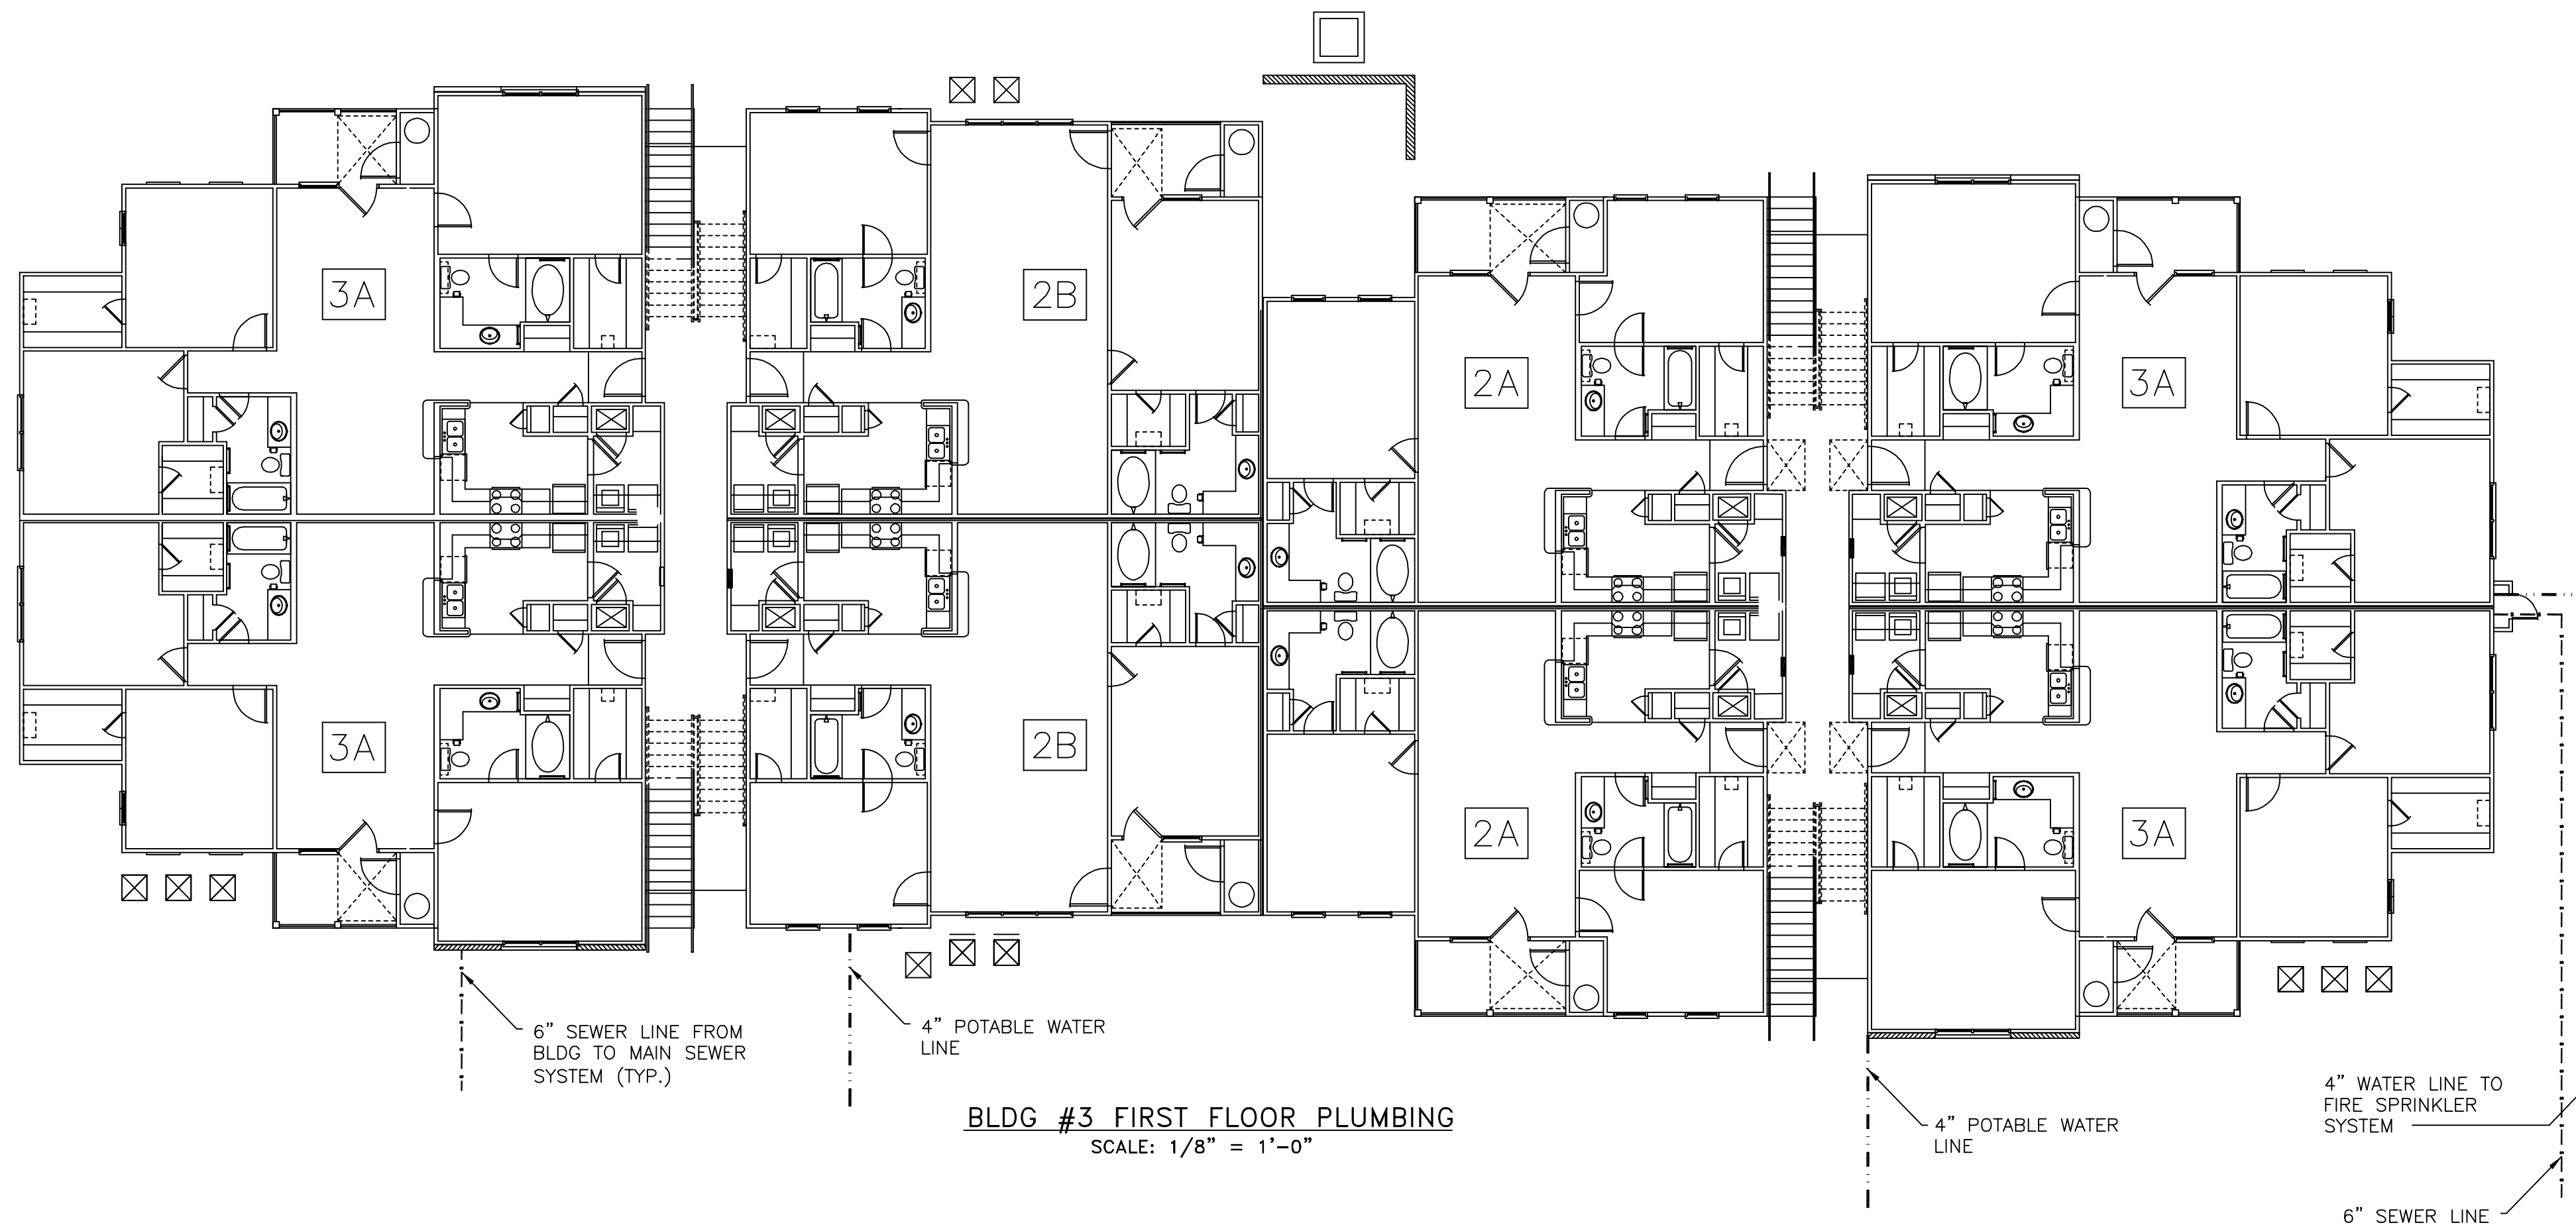 3A
2B
2A
3A
3A
2B
2A
3A
6" SEWER LINE FROM
BLDG TO MAIN SEWER
SYSTEM (TYP.)
4" POTABLE WATER
LINE
BLDG #3 FIRST FLOOR PLUMBING
SCALE: 1/8" = 1'-0"
4" POTABLE WATER
LINE
4" WATER LINE TO
FIRE SPRINKLER
SYSTEM
6" SEWER LINE